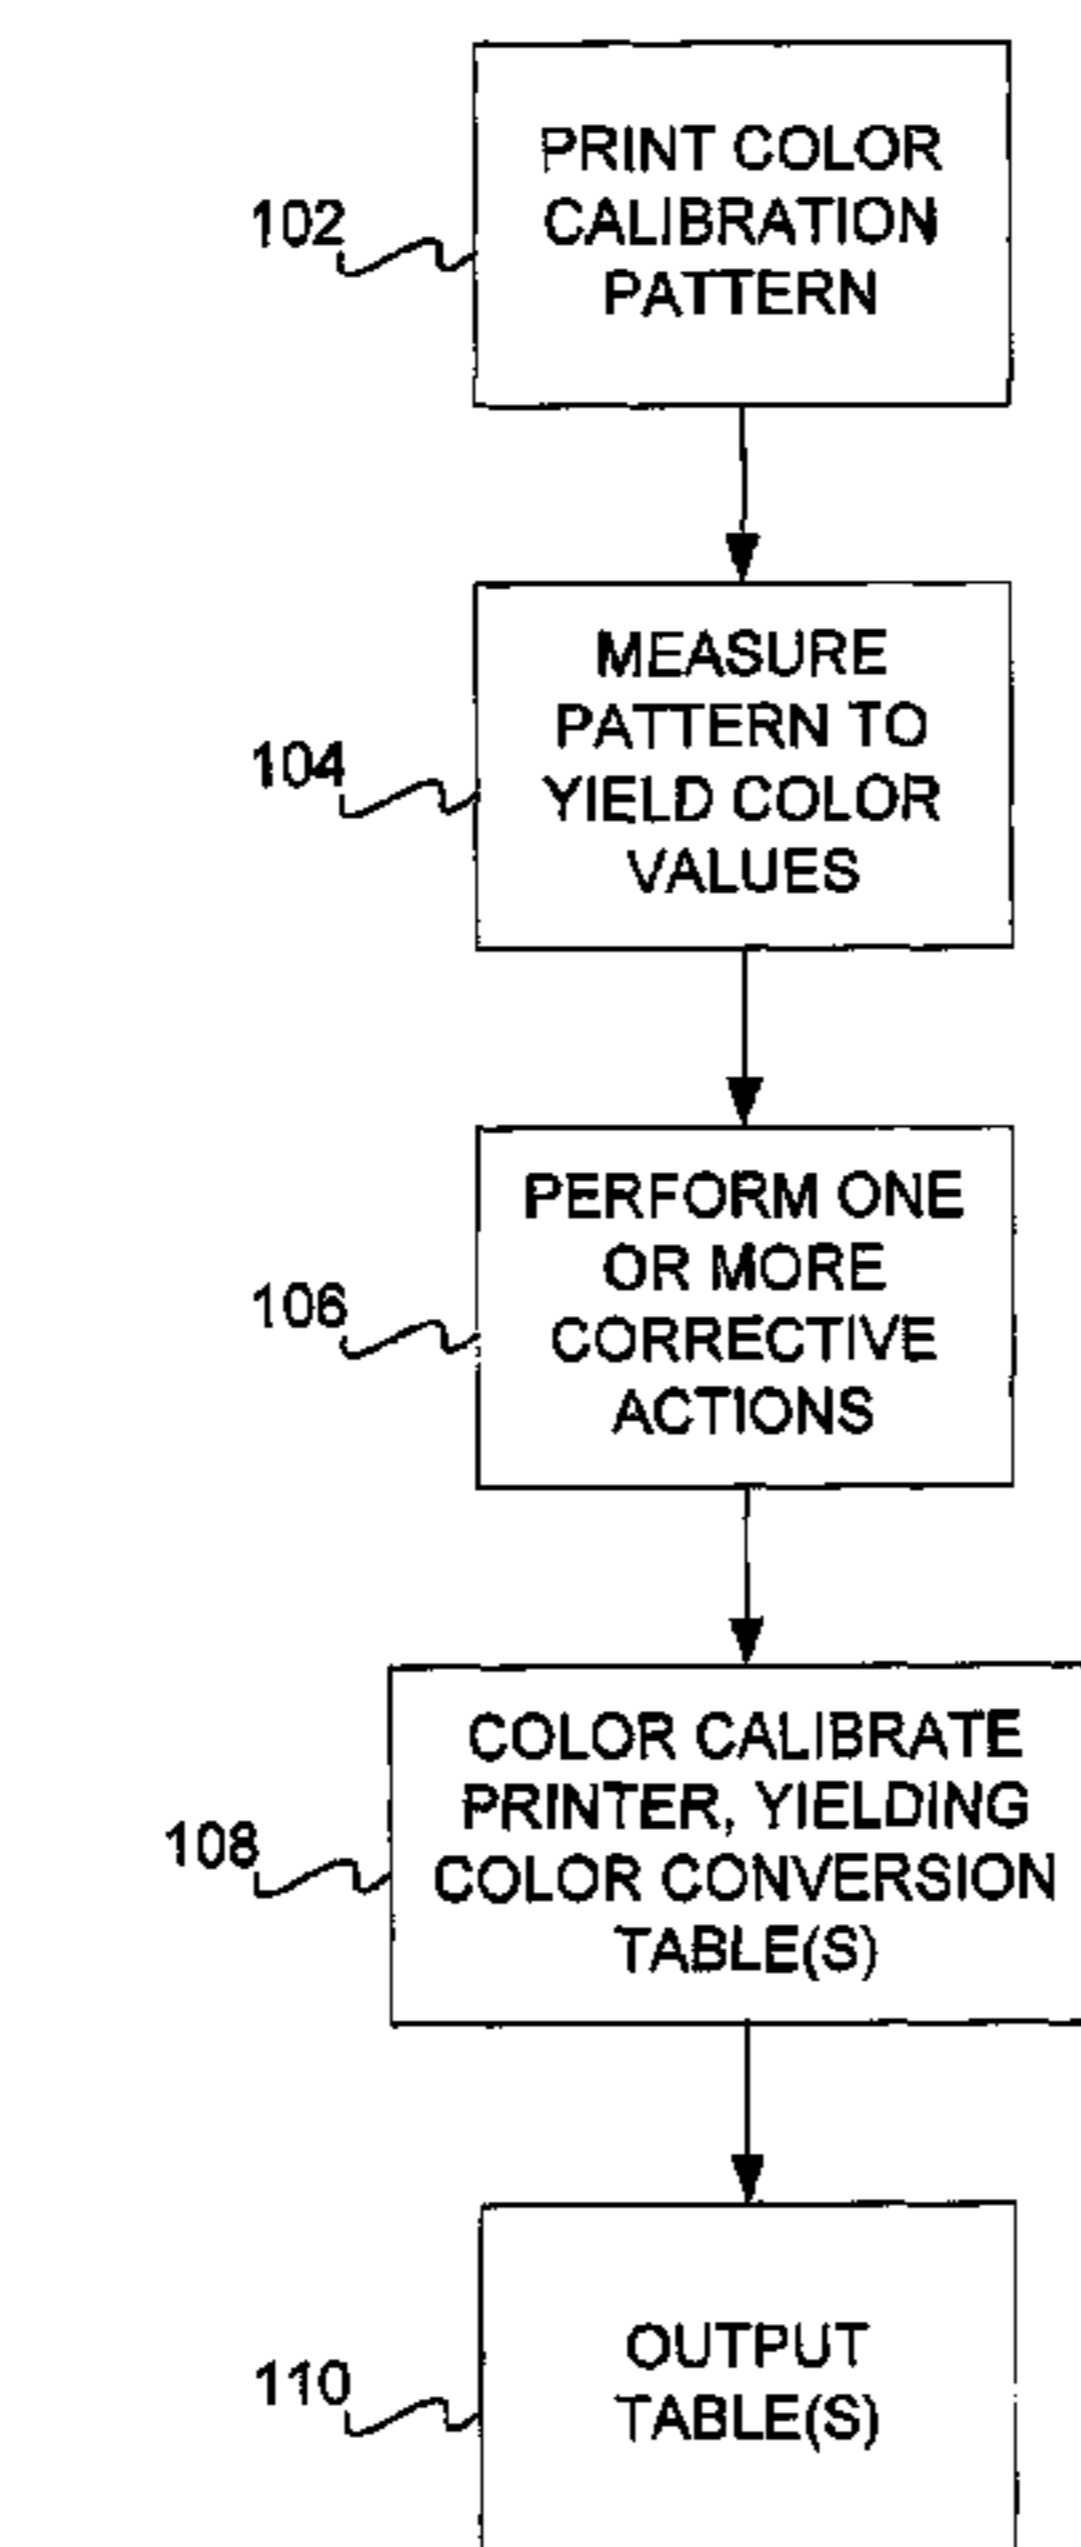 PRINT COLOR
CALIBRATION
PATTERN
102
MEASURE
PATTERN TO
YIELD COLOR
VALUES
104
PERFORM ONE
OR MORE
CORRECTIVE
ACTIONS
106
COLOR CALIBRATE
PRINTER, YIELDING
COLOR CONVERSION
TABLE(S)
108
OUTPUT
TABLE(S)
110